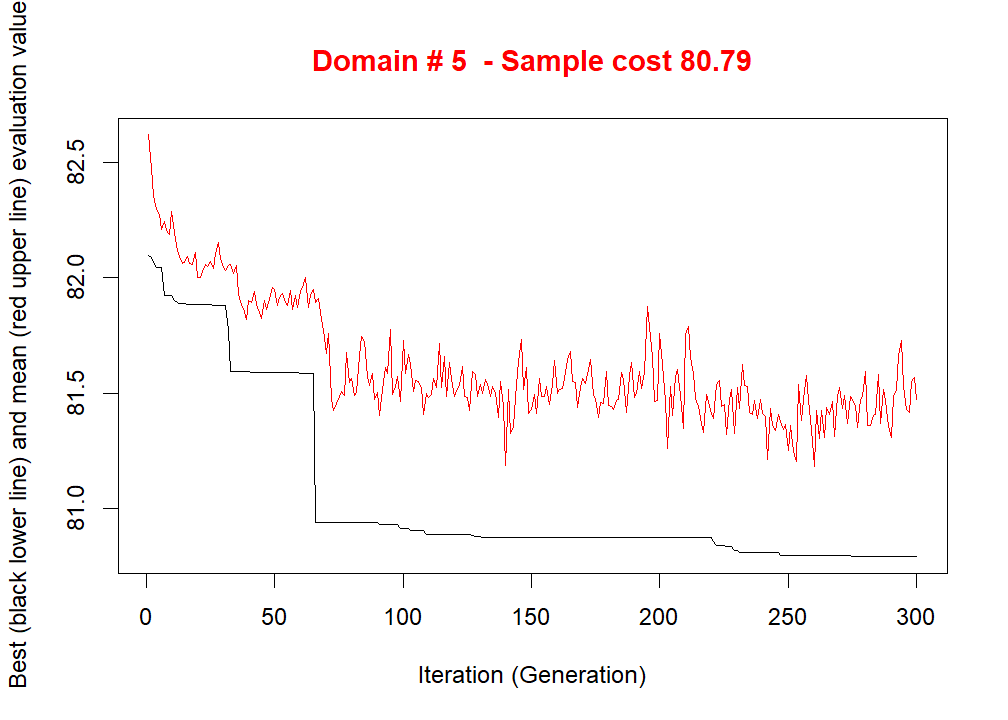 Domain # 5  - Sample cost 80.79
Best (black lower line) and mean (red upper line) evaluation value
82.5
82.0
81.5
81.0
0 50 100 150 200 250 300
Iteration (Generation)